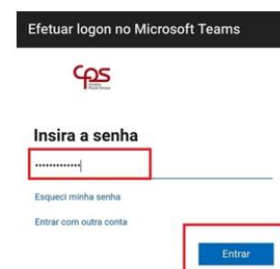 Efetuar logon no Microsoft Teams
cps
Insira a senha
Esqueci minha senha
Entrar com outra conta
Entrar